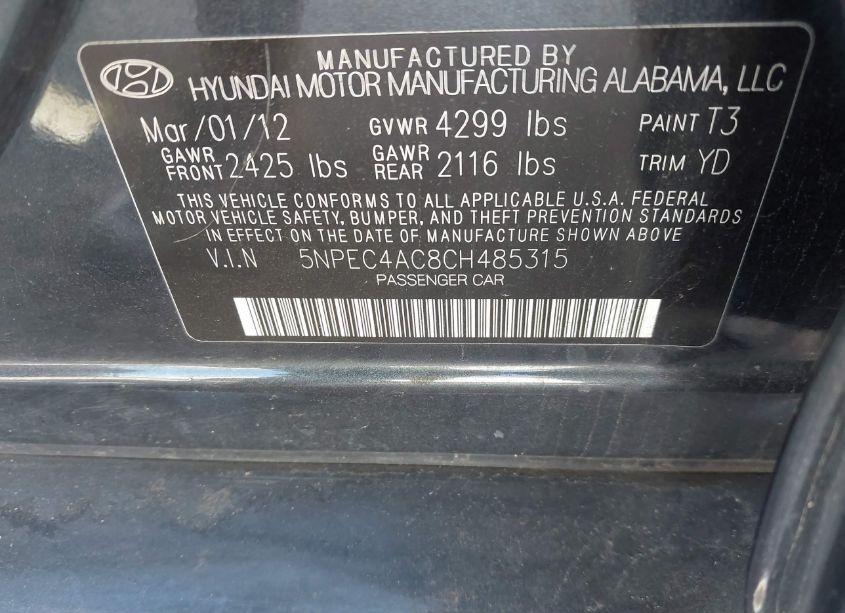 MANUFACTURED BY
HYUNDAI MOTOR MANUFACTURING ALABAMA, LLC
Mar/01/12 GVWR 4299 lbs PAINT T3
GAWR FRONT 2425 lbs GAWR REAR 2116 lbs TRIM YD
THIS VEHICLE CONFORMS TO ALL APPLICABLE U.S.A. FEDERAL
MOTOR VEHICLE SAFETY, BUMPER, AND THEFT PREVENTION STANDARDS
IN EFFECT ON THE DATE OF MANUFACTURE SHOWN ABOVE
V.I.N 5NPEC4AC8CH485315
PASSENGER CAR